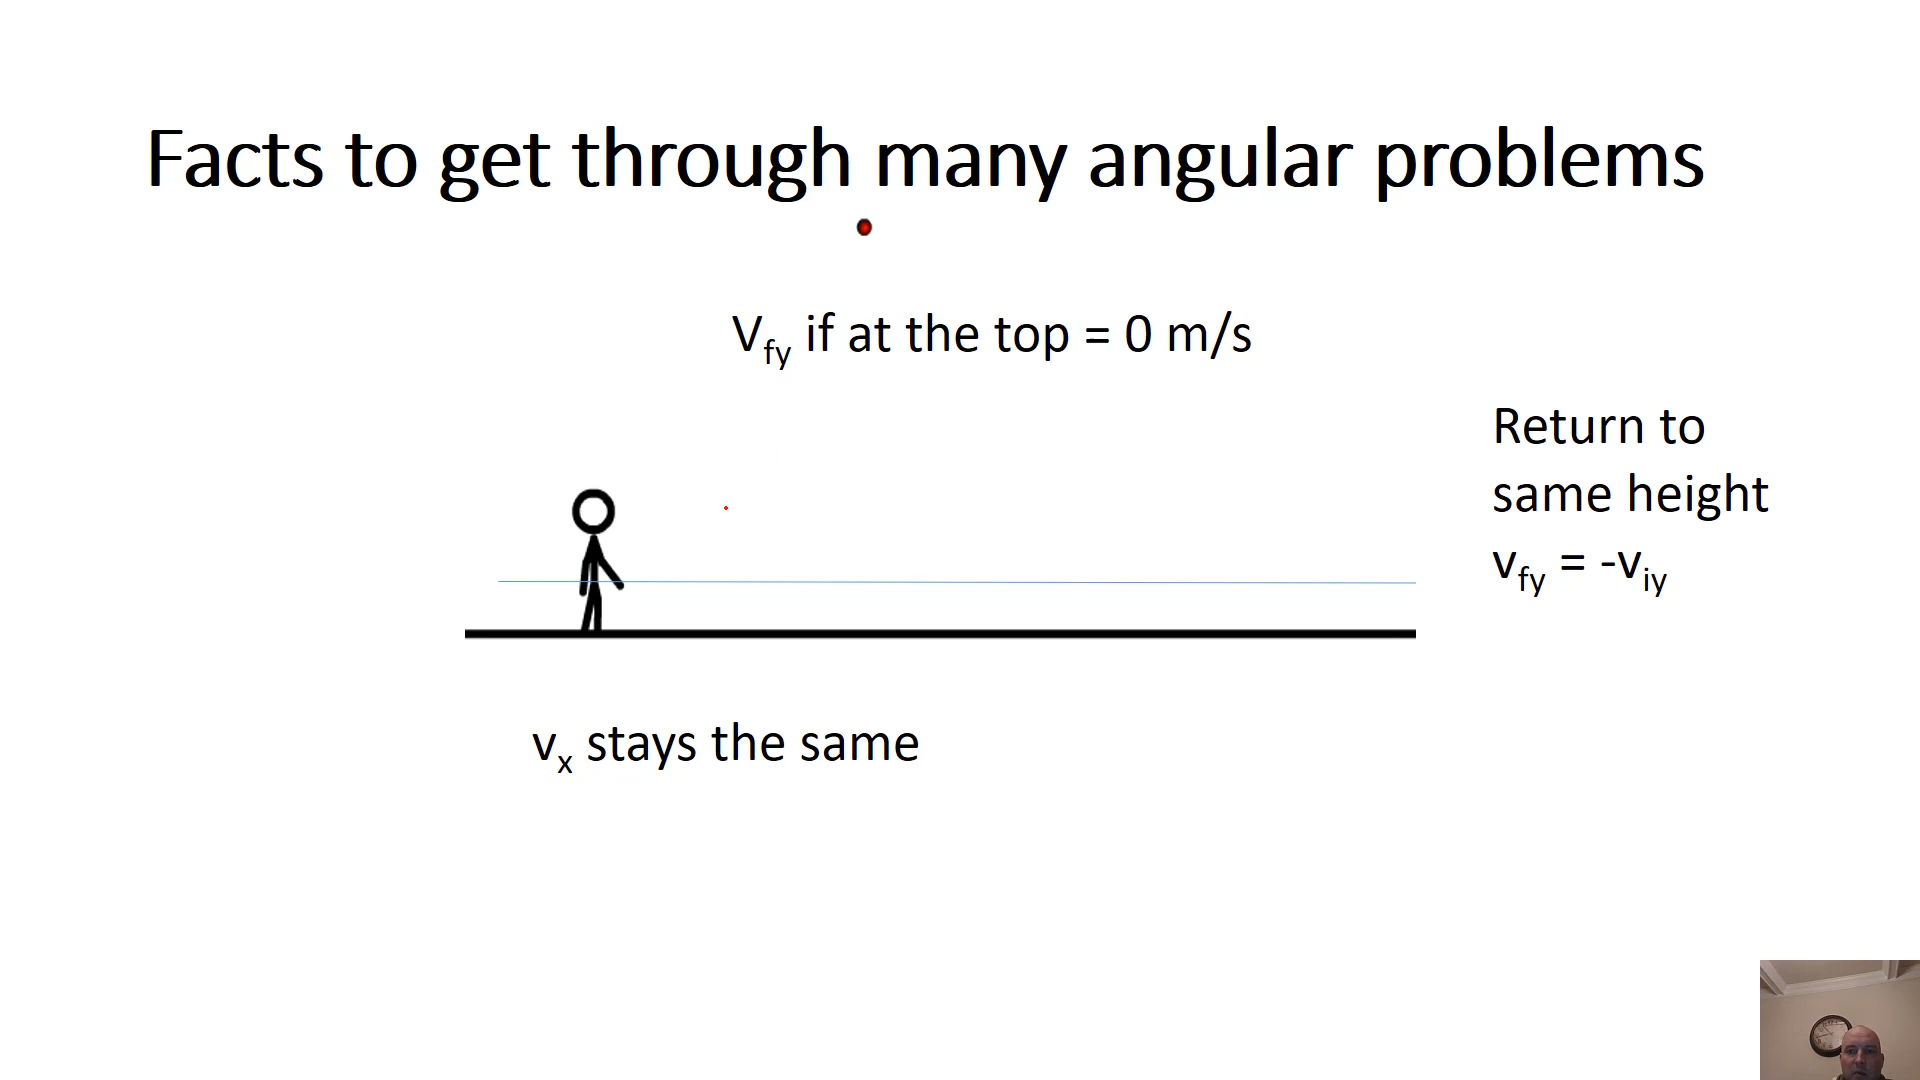 Facts to get through many angular problems
V_fy if at the top = 0 m/s
Return to
same height
v_fy = -v_iy
v_x stays the same